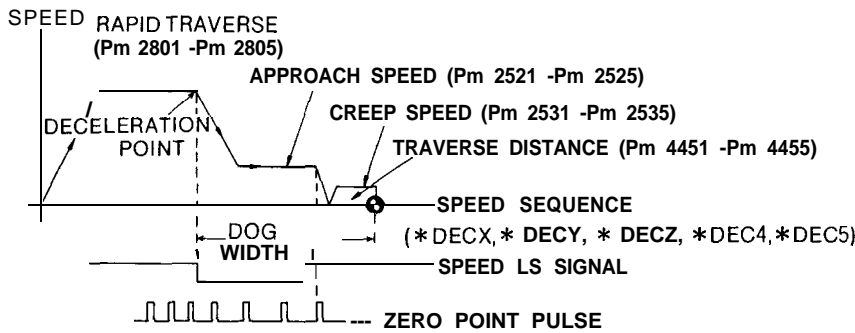 SPEED
RAPID TRAVERSE
(Pm 2801 -Pm 2805)
APPROACH SPEED (Pm 2521 -Pm 2525)
CREEP SPEED (Pm 2531 -Pm 2535)
DECELERATION
POINT
TRAVERSE DISTANCE (Pm 4451 -Pm 4455)
SPEED SEQUENCE
DOG
WIDTH
(*DECX,* DECY, * DECZ, *DEC4,*DEC5)
SPEED LS SIGNAL
--- ZERO POINT PULSE